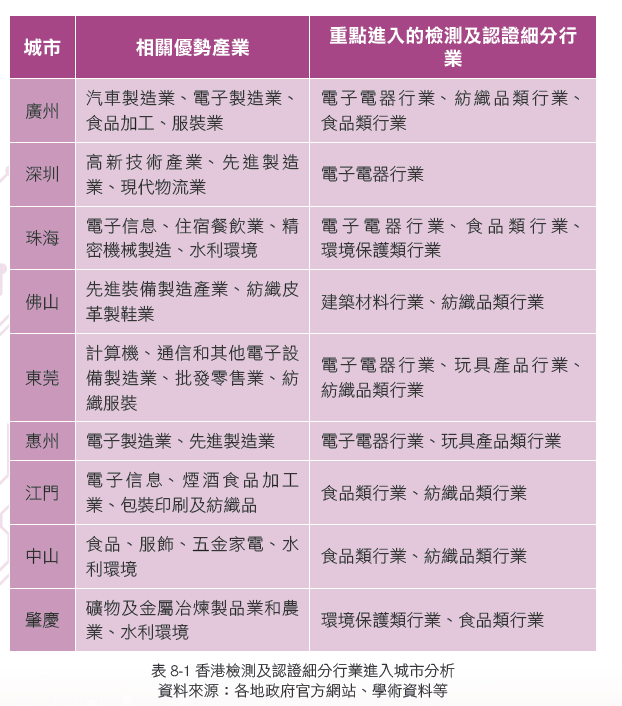 城市
相關優勢產業
重點進入的檢測及認證細分行
業
廣州
汽車製造業、電子製造業、
食品加工、服裝業
電子電器行業、紡織品類行業、
食品類行業
深圳
高新技術產業、先進製造
業、現代物流業
電子電器行業
珠海
電子信息、住宿餐飲業、精
密機械製造、水利環境
電子電器行業、食品類行業、
環境保護類行業
佛山
先進裝備製造產業、紡織皮
革製鞋業
建築材料行業、紡織品類行業
東莞
計算機、通信和其他電子設
備製造業、批發零售業、紡
織服裝
電子電器行業、玩具產品行業、
紡織品類行業
惠州
電子製造業、先進製造業
電子電器行業、玩具產品類行業
江門
電子信息、煙酒食品加工
業、包裝印刷及紡織品
食品類行業、紡織品類行業
中山
食品、服飾、五金家電、水
利環境
食品類行業、紡織品類行業
肇慶
礦物及金屬冶煉製品業和農
業、水利環境
環境保護類行業、食品類行業
表 8-1 香港檢測及認證細分行業進入城市分析
資料來源：各地政府官方網站、學術資料等